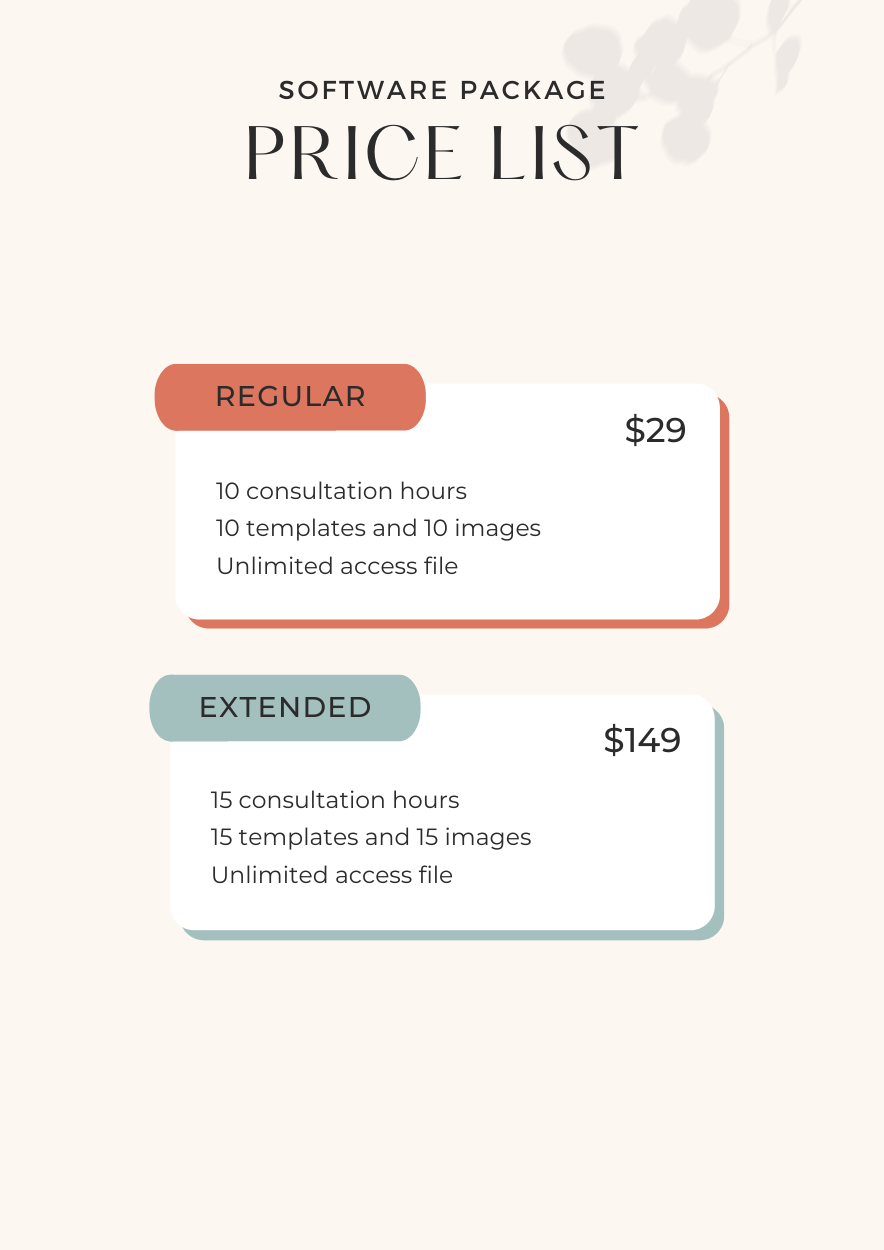 SOFTWARE PACKAGE
PRICE LIST
REGULAR
$29
10 consultation hours
10 templates and 10 images
Unlimited access file
EXTENDED
$149
15 consultation hours
15 templates and 15 images
Unlimited access file